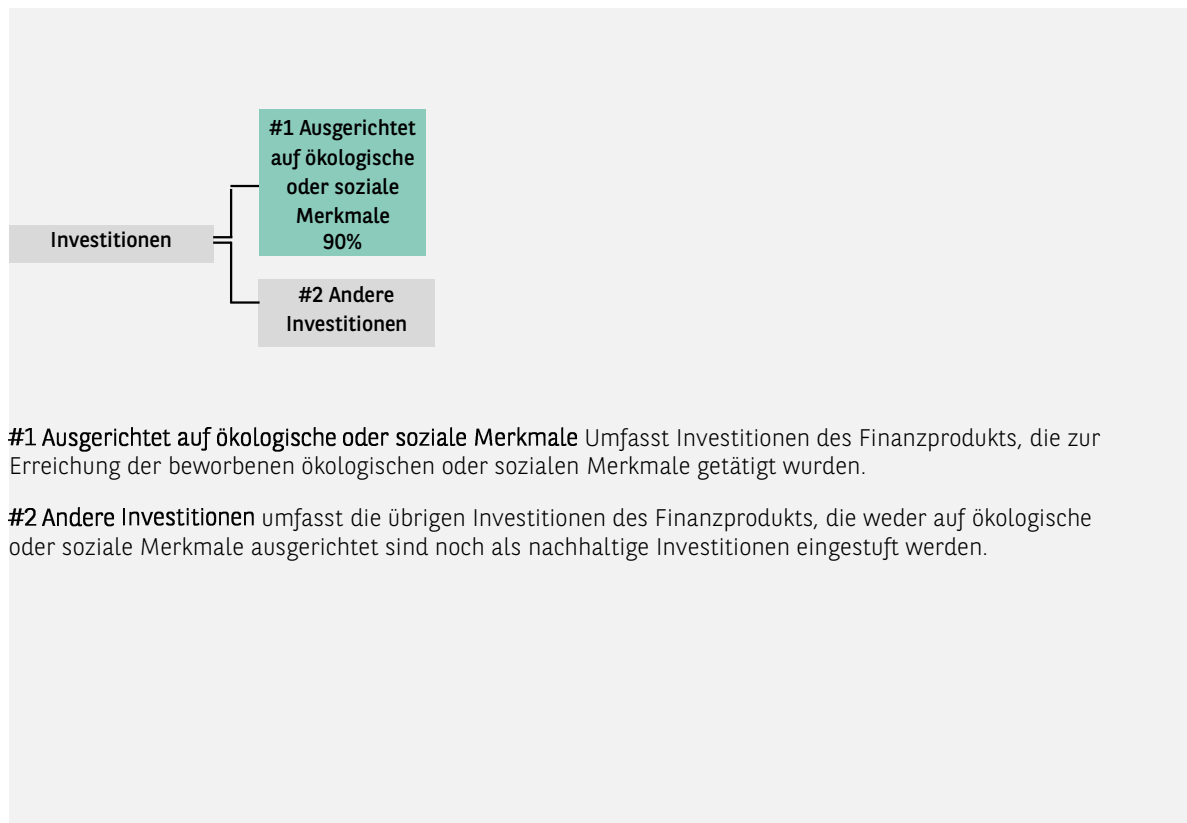 #1 Ausgerichtet
auf ökologische
oder soziale
Merkmale
90%
Investitionen
#2 Andere
Investitionen
#1 Ausgerichtet auf ökologische oder soziale Merkmale Umfasst Investitionen des Finanzprodukts, die zur
Erreichung der beworbenen ökologischen oder sozialen Merkmale getätigt wurden.
#2 Andere Investitionen umfasst die übrigen Investitionen des Finanzprodukts, die weder auf ökologische
oder soziale Merkmale ausgerichtet sind noch als nachhaltige Investitionen eingestuft werden.